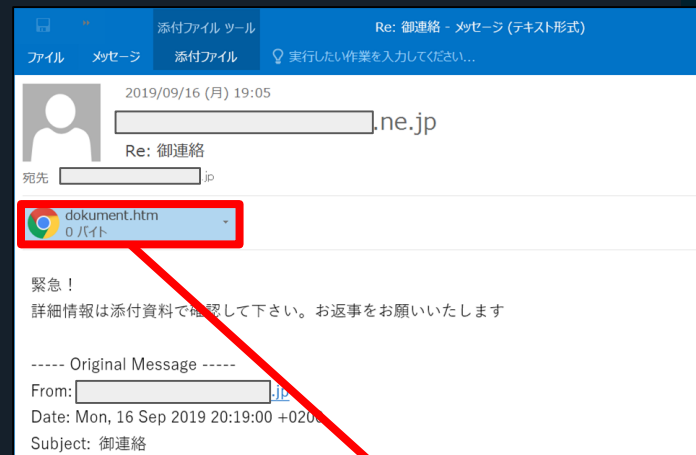 添付ファイル ツール
Re: 御連絡 - メッセージ (テキスト形式)
ファイル メッセージ 添付ファイル 実行したい作業を入力してください...
2019/09/16 (月) 19:05
.ne.jp
Re: 御連絡
宛先 .jp
dokument.htm
0 バイト
緊急！
詳細情報は添付資料で確認して下さい。お返事をお願いいたします
----- Original Message -----
From: .jp
Date: Mon, 16 Sep 2019 20:19:00 +0200
Subject: 御連絡